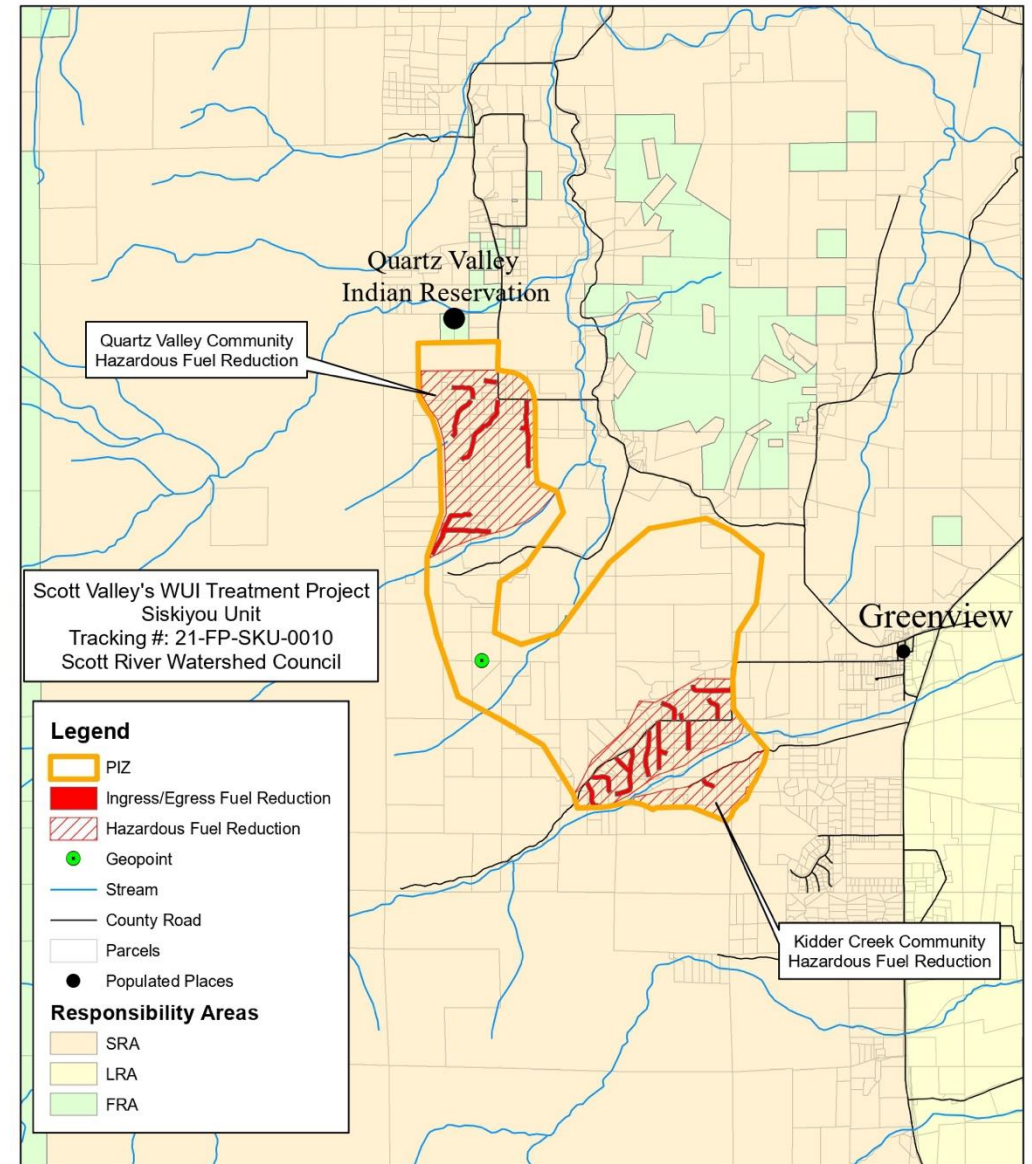 Quartz Valley
Indian Reservation
Quartz Valley Community
Hazardous Fuel Reduction
Scott Valley's WUI Treatment Project
Siskiyou Unit
Tracking #: 21-FP-SKU-0010
Scott River Watershed Council
Greenview
Legend
PIZ
Ingress/Egress Fuel Reduction
Hazardous Fuel Reduction
Geopoint
Stream
County Road
Parcels
Populated Places
Responsibility Areas
SRA
LRA
FRA
Kidder Creek Community
Hazardous Fuel Reduction